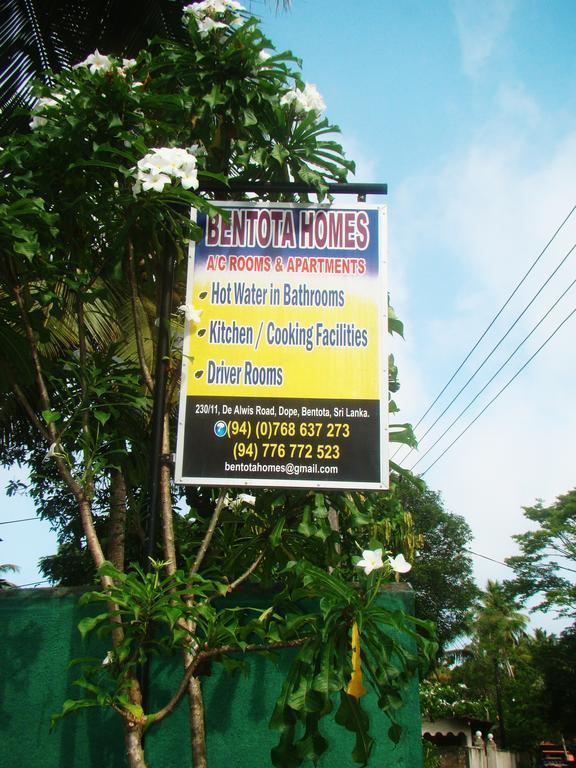 BENTOTA HOMES
A/C ROOMS & APARTMENTS
Hot Water in Bathrooms
Kitchen / Cooking Facilities
Driver Rooms
230/11, De Alwis Road, Dope, Bentota, Sri Lanka.
(94) (0)768 637 273
(94) 776 772 523
bentotahomes@gmail.com